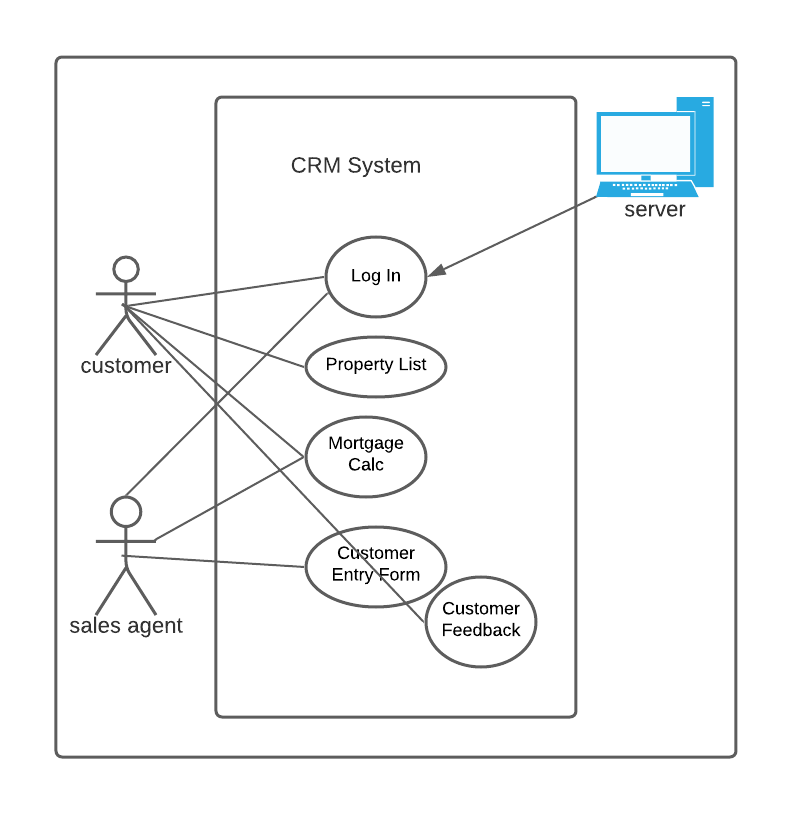 CRM System
server
Log In
customer
Property List
Mortgage
Calc
Customer
Entry Form
Customer
Feedback
sales agent